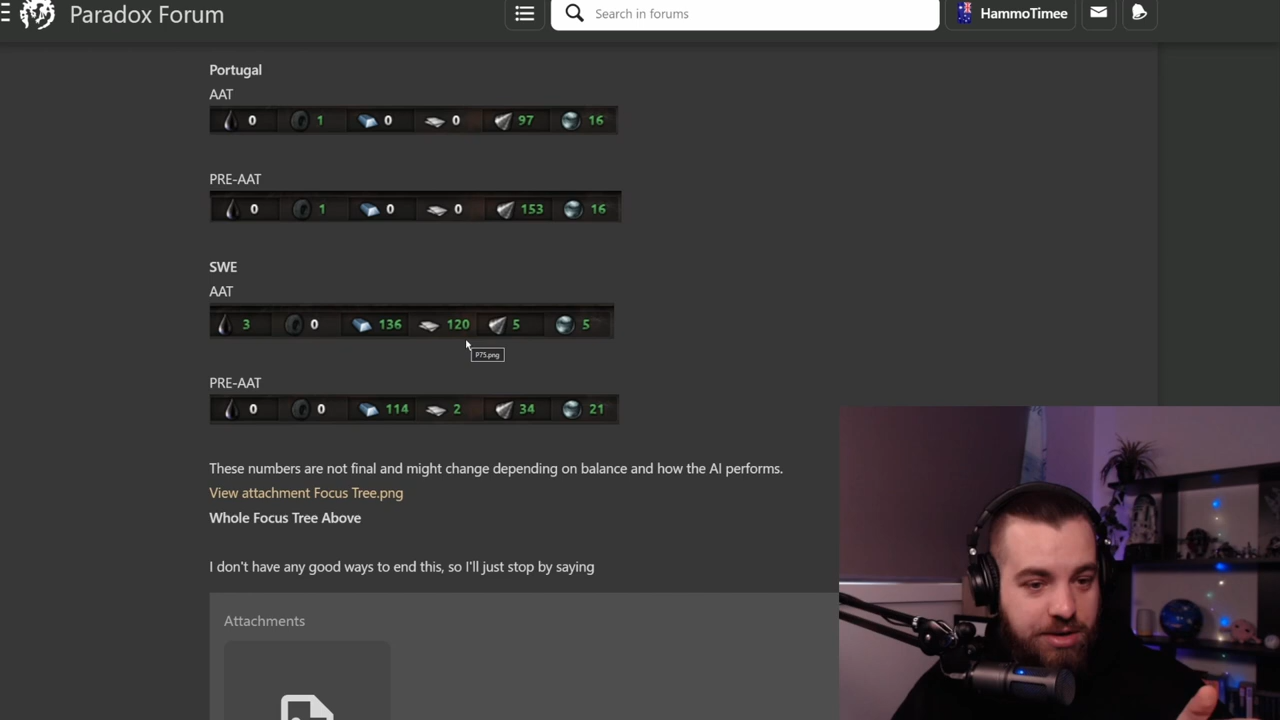 Paradox Forum
Search in forums
HammoTimee
Portugal
AAT
0 1 0 0 97 16
PRE-AAT
0 1 0 0 153 16
SWE
AAT
3 0 136 120 5 5
P75.png
PRE-AAT
0 0 114 2 34 21
These numbers are not final and might change depending on balance and how the AI performs.
View attachment Focus Tree.png
Whole Focus Tree Above
I don't have any good ways to end this, so I'll just stop by saying
Attachments